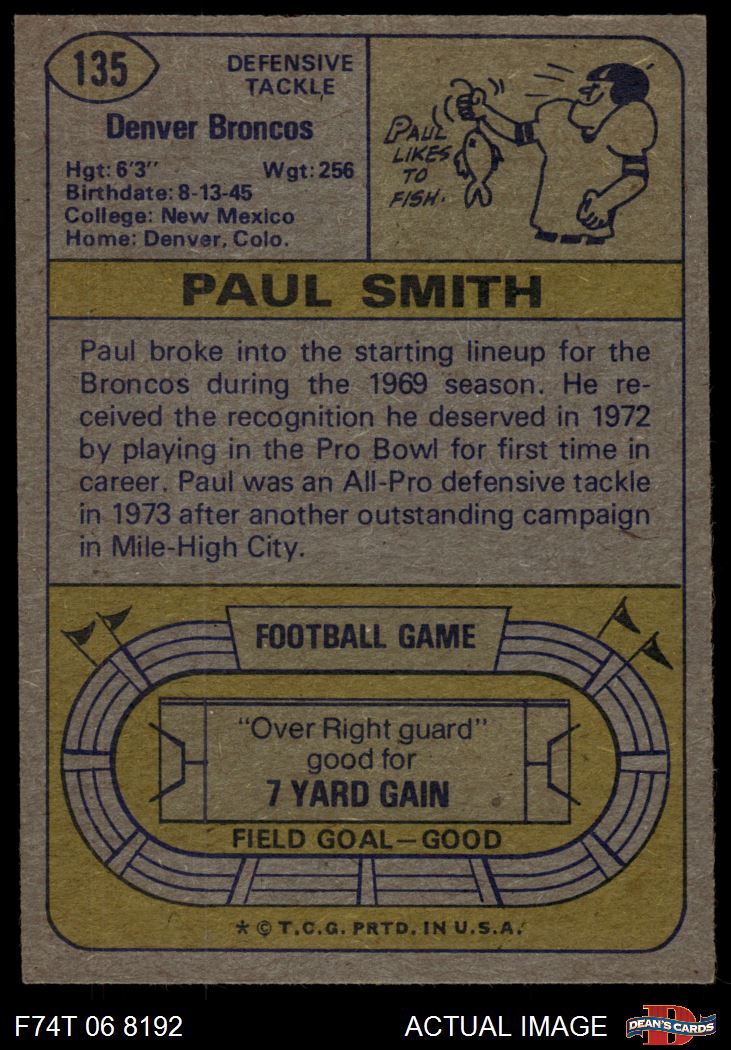 135
DEFENSIVE
TACKLE
Denver Broncos
Hgt: 6'3" Wgt: 256
Birthdate: 8-13-45
College: New Mexico
Home: Denver, Colo.
PAUL
LIKES
TO
FISH.
PAUL SMITH
Paul broke into the starting lineup for the
Broncos during the 1969 season. He re-
ceived the recognition he deserved in 1972
by playing in the Pro Bowl for first time in
career. Paul was an All-Pro defensive tackle
in 1973 after another outstanding campaign
in Mile-High City.
FOOTBALL GAME
"Over Right guard"
good for
7 YARD GAIN
FIELD GOAL—GOOD
* © T.C.G. PRTD. IN U.S.A.
F74T 06 8192 ACTUAL IMAGE
D
DEAN'S CARDS